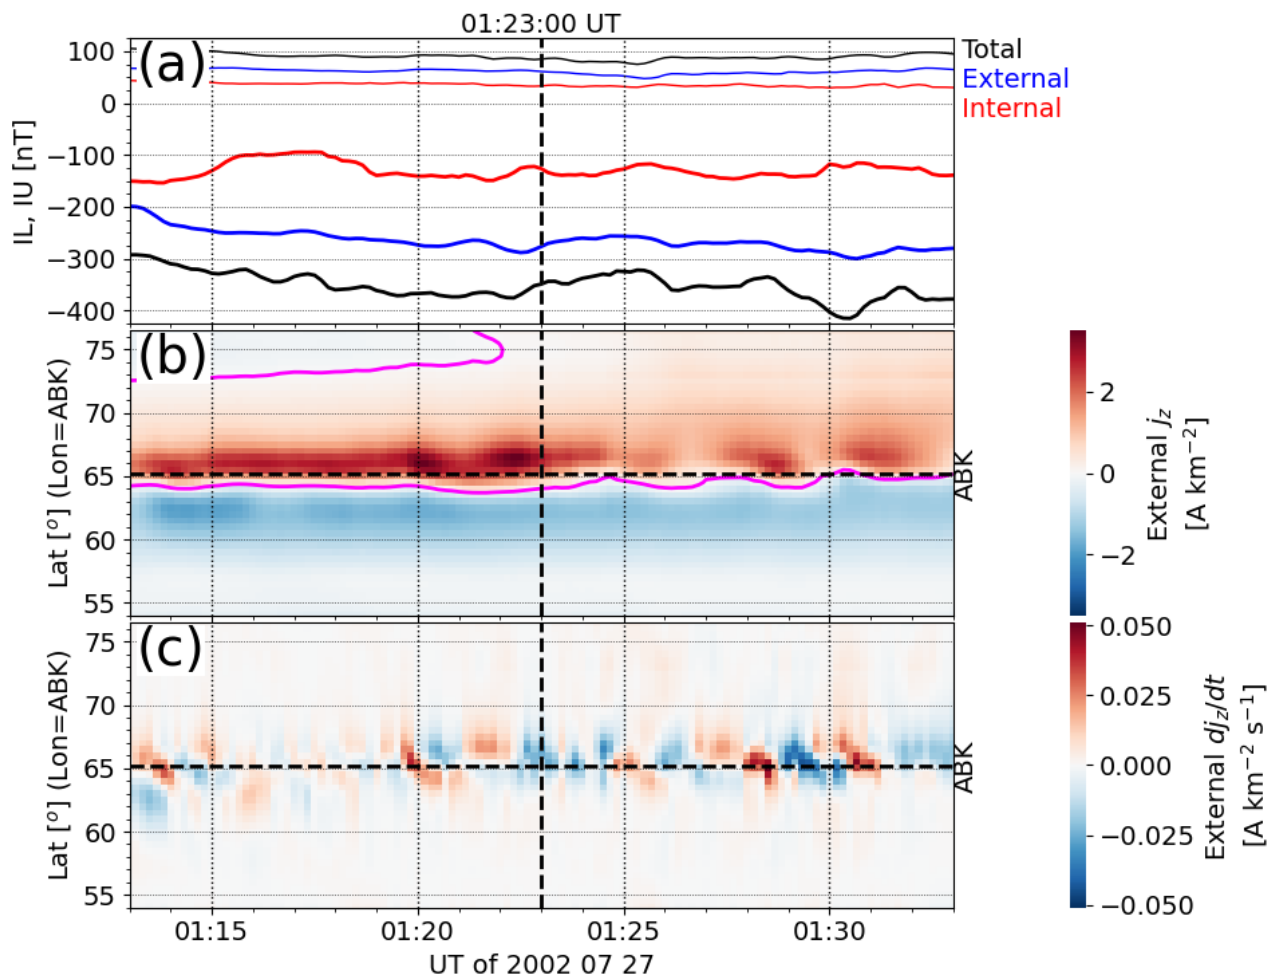 01:23:00 UT
(a)
Total
External
Internal
IL, IU [nT]
100
0
−100
−200
−300
−400
(b)
Lat [°] (Lon=ABK)
75
70
65
60
55
ABK
2
0
−2
External j_z
[A km⁻²]
(c)
Lat [°] (Lon=ABK)
75
70
65
60
55
ABK
0.050
0.025
0.000
−0.025
−0.050
External dj_z/dt
[A km⁻² s⁻¹]
01:15 01:20 01:25 01:30
UT of 2002 07 27